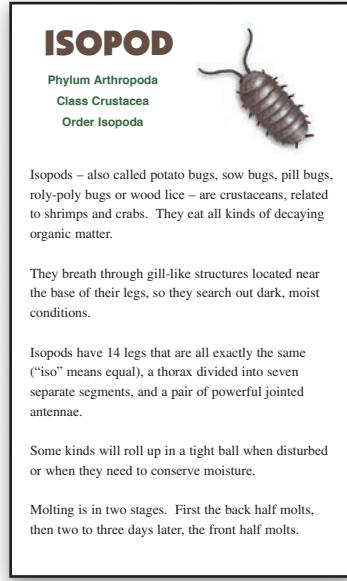 ISOPOD
Phylum Arthropoda
Class Crustacea
Order Isopoda
Isopods – also called potato bugs, sow bugs, pill bugs,
roly-poly bugs or wood lice – are crustaceans, related
to shrimps and crabs.  They eat all kinds of decaying
organic matter.
They breath through gill-like structures located near
the base of their legs, so they search out dark, moist
conditions.
Isopods have 14 legs that are all exactly the same
(“iso” means equal), a thorax divided into seven
separate segments, and a pair of powerful jointed
antennae.
Some kinds will roll up in a tight ball when disturbed
or when they need to conserve moisture.
Molting is in two stages.  First the back half molts,
then two to three days later, the front half molts.